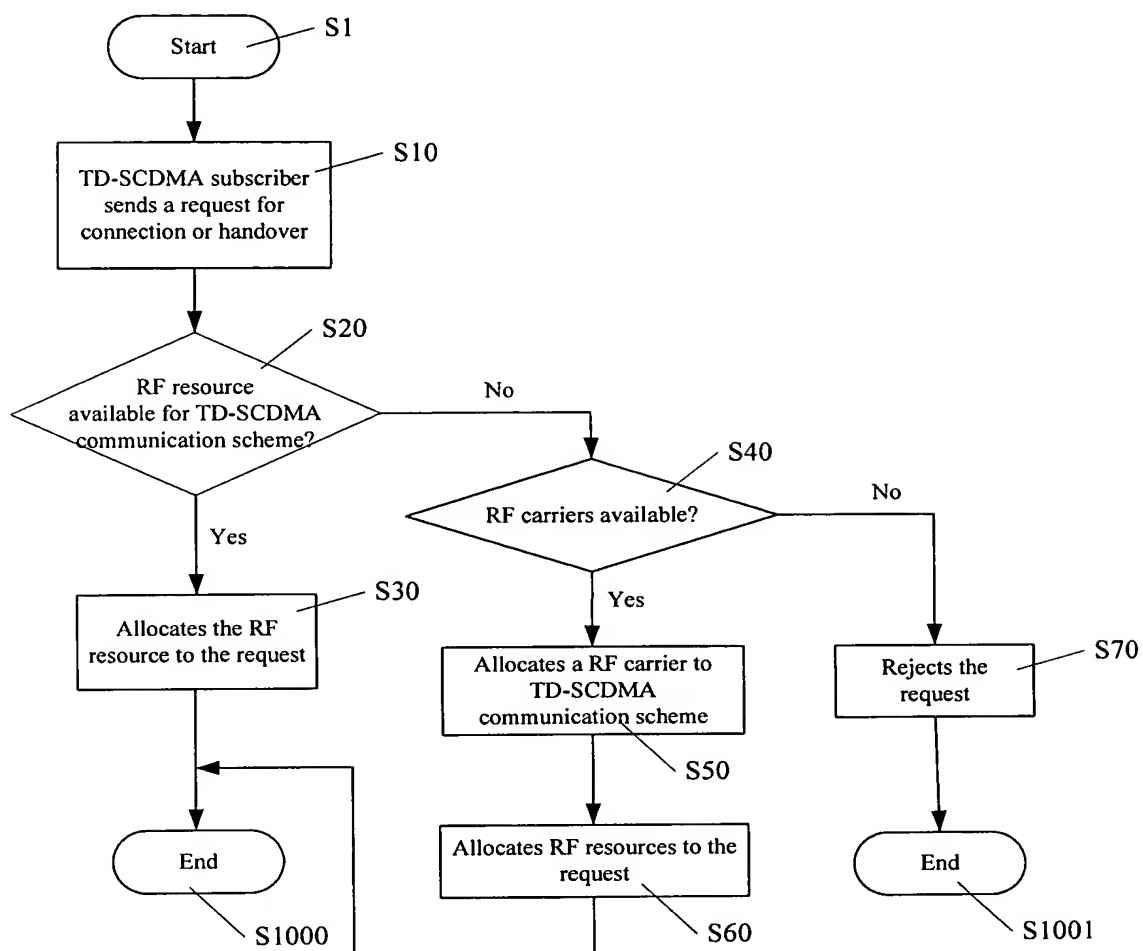 Start
S1
TD-SCDMA subscriber
sends a request for
connection or handover
S10
RF resource
available for TD-SCDMA
communication scheme?
S20
No
Yes
RF carriers available?
S40
No
Yes
Allocates the RF
resource to the request
S30
Allocates a RF carrier to
TD-SCDMA
communication scheme
S50
Rejects the
request
S70
End
S1000
Allocates RF resources to the
request
S60
End
S1001